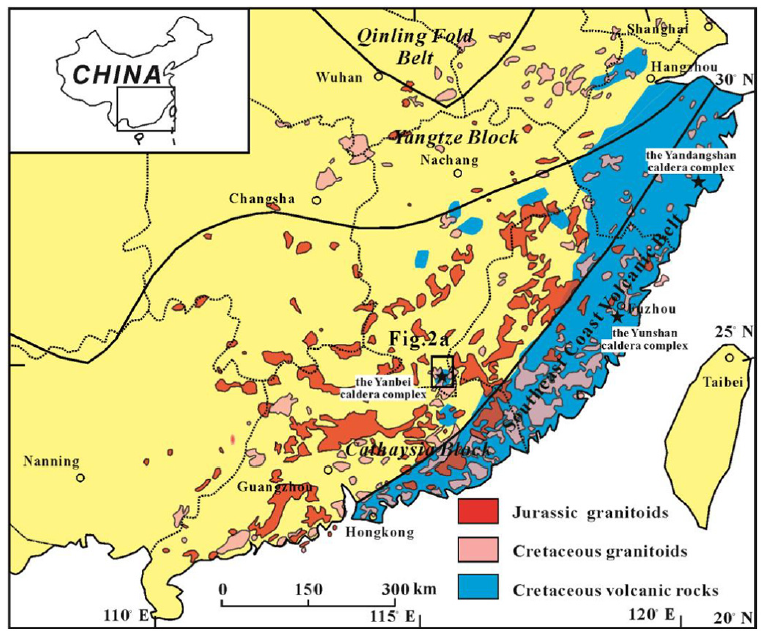 CHINA
Qinling Fold
Belt
Shanghai
Wuhan
Hangzhou
30° N
Yangtze Block
Nachang
the Yandangshan
caldera complex
Changsha
Southeast Coast Volcanic Belt
Fuzhou
the Yunshan
caldera complex
Fig.2a
25° N
the Yanbei
caldera complex
Taibei
Cathaysia Block
Nanning
Guangzhou
Hongkong
Jurassic granitoids
Cretaceous granitoids
Cretaceous volcanic rocks
0 150 300 km
110° E
115° E
120° E
20° N